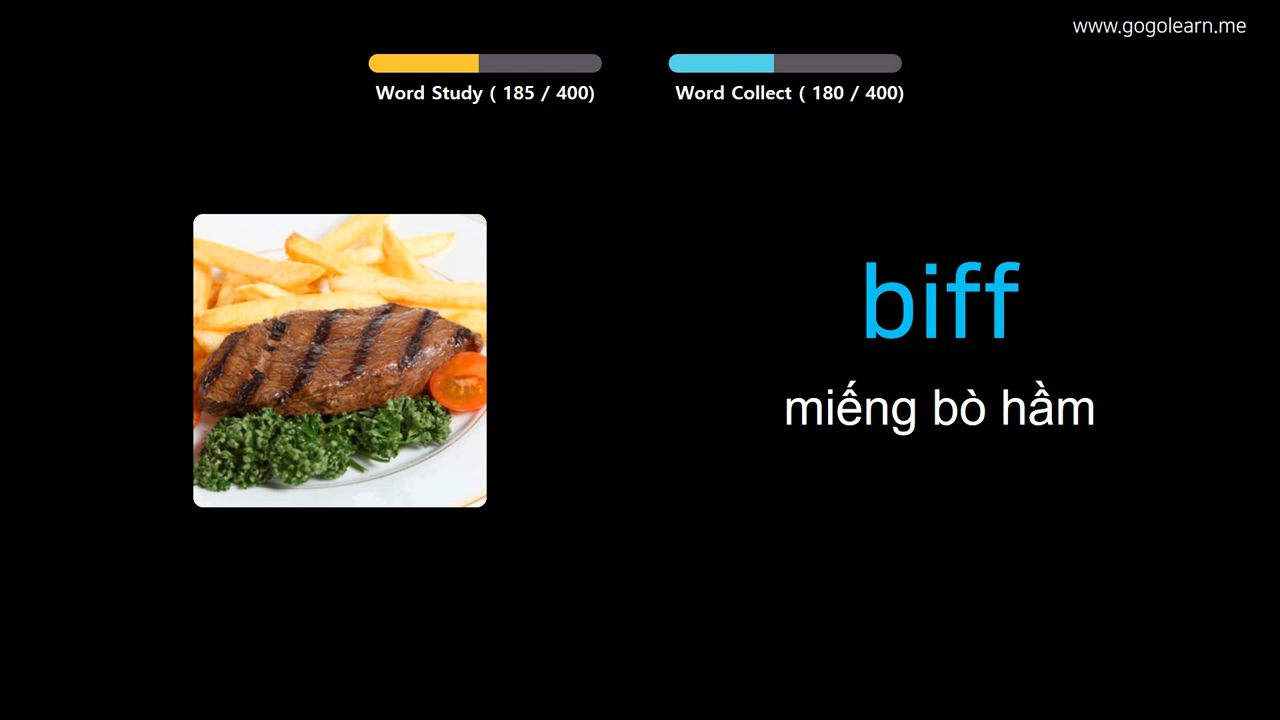 www.gogolearn.me
Word Study ( 185 / 400)
Word Collect ( 180 / 400)
biff
miếng bò hầm